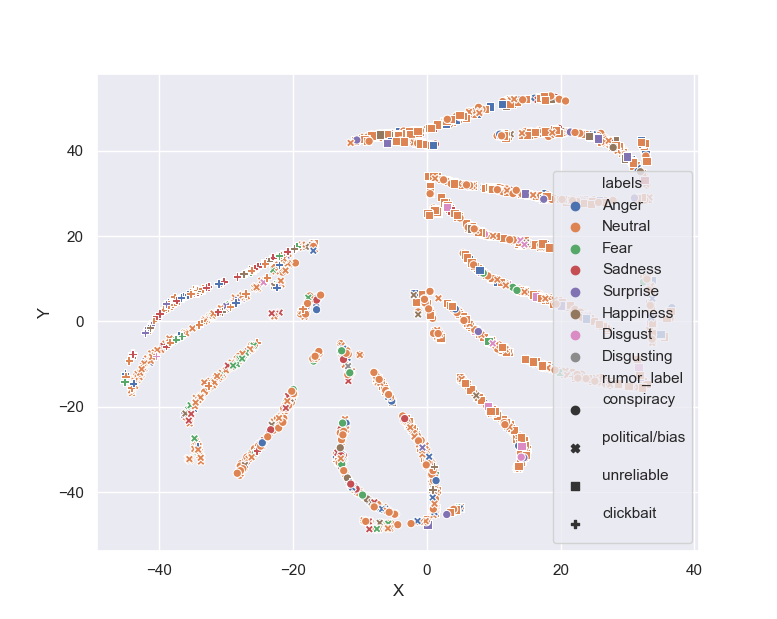 labels
Anger
Neutral
Fear
Sadness
Surprise
Happiness
Disgust
Disgusting
rumor_label
conspiracy
political/bias
unreliable
clickbait
40
20
0
−20
−40
Y
−40 −20 0 20 40
X